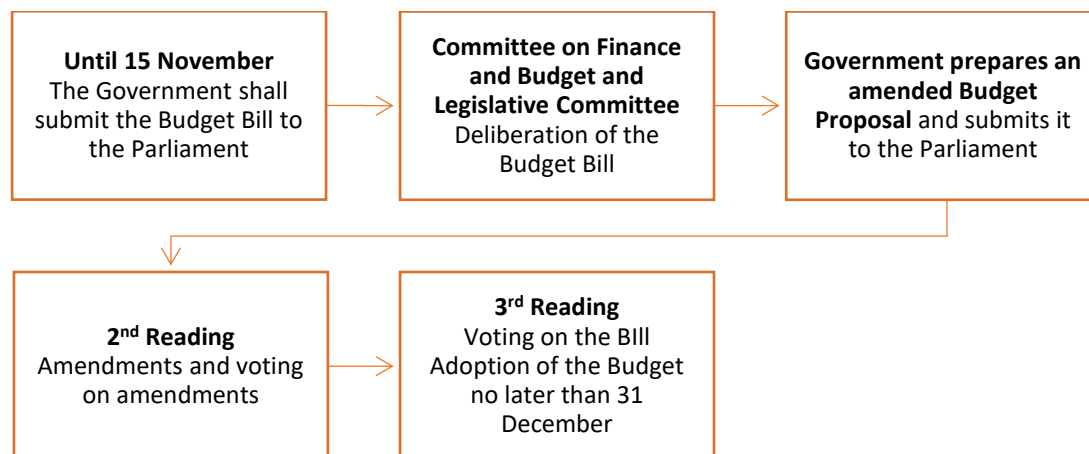 Until 15 November
The Government shall
submit the Budget Bill to
the Parliament
Committee on Finance
and Budget and
Legislative Committee
Deliberation of the
Budget Bill
Government prepares an
amended Budget
Proposal and submits it
to the Parliament
2nd Reading
Amendments and voting
on amendments
3rd Reading
Voting on the BIll
Adoption of the Budget
no later than 31
December